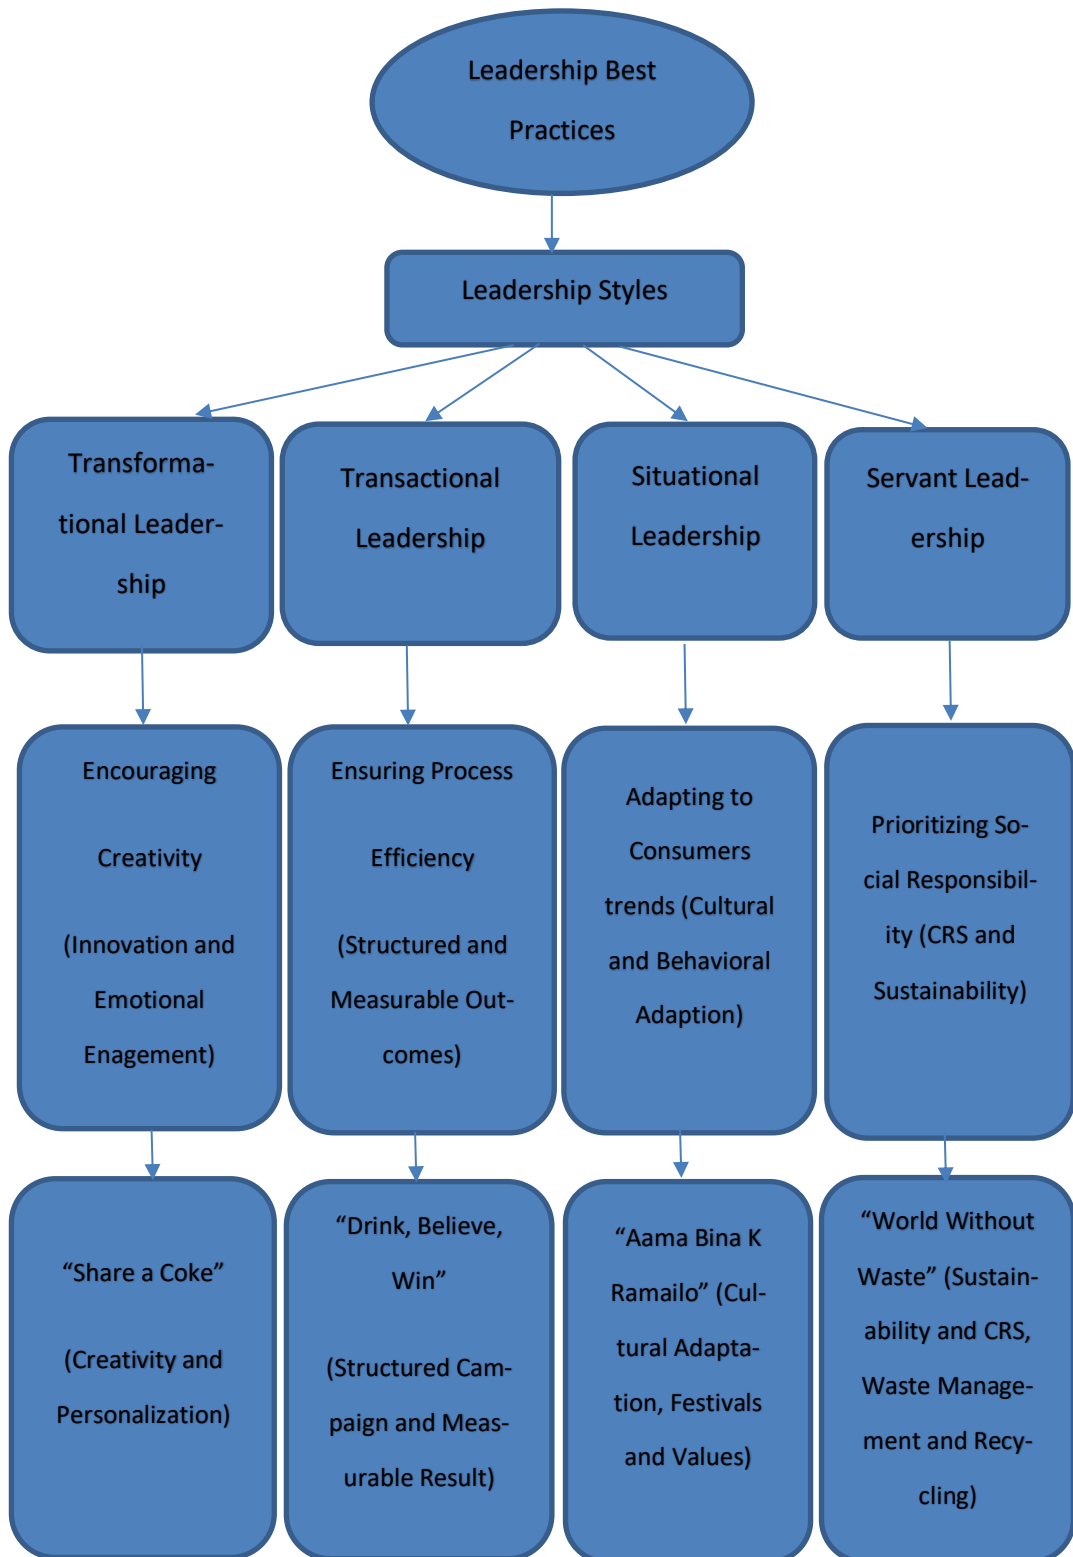 Leadership Best
Practices
Leadership Styles
Transforma-
tional Leader-
ship
Transactional
Leadership
Situational
Leadership
Servant Lead-
ership
Encouraging
Creativity
(Innovation and
Emotional
Enagement)
Ensuring Process
Efficiency
(Structured and
Measurable Out-
comes)
Adapting to
Consumers
trends (Cultural
and Behavioral
Adaption)
Prioritizing So-
cial Responsibil-
ity (CRS and
Sustainability)
“Share a Coke”
(Creativity and
Personalization)
“Drink, Believe,
Win”
(Structured Cam-
paign and Meas-
urable Result)
“Aama Bina K
Ramailo” (Cul-
tural Adapta-
tion, Festivals
and Values)
“World Without
Waste” (Sustain-
ability and CRS,
Waste Manage-
ment and Recy-
cling)